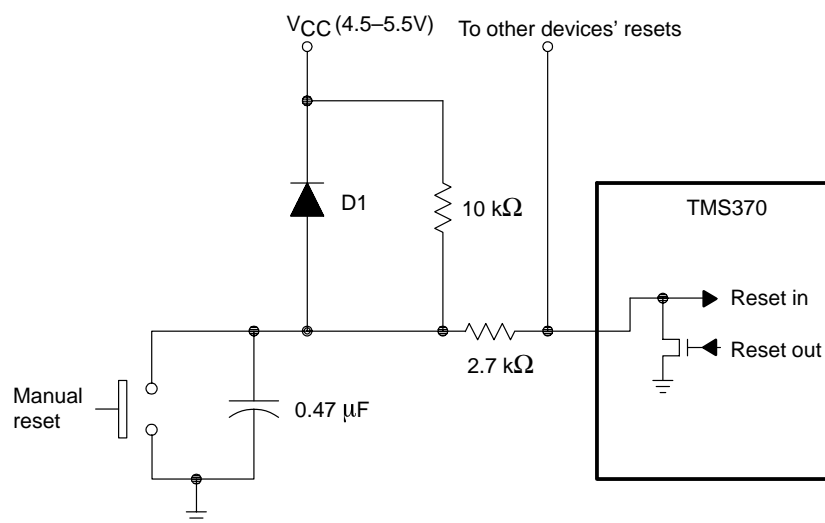 VCC (4.5–5.5V)
To other devices’ resets
D1
10 kΩ
TMS370
Reset in
Reset out
2.7 kΩ
Manual
reset
0.47 µF